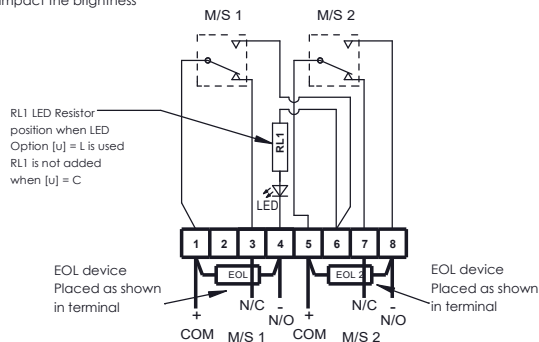 impact the brightness
M/S 1
M/S 2
RL1 LED Resistor
position when LED
Option [u] = L is used
RL1 is not added
when [u] = C
RL1
LED
1 2 3 4 5 6 7 8
EOL device
Placed as shown
in terminal
EOL
EOL 2
EOL device
Placed as shown
in terminal
N/C
N/C
+ - + -
N/O
N/O
COM M/S 1 COM M/S 2